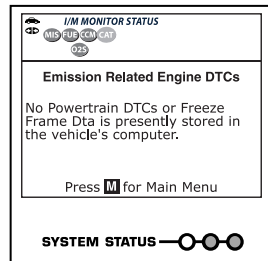 I/M MONITOR STATUS
MIS FUE CCM CAT
O2S
Emission Related Engine DTCs
No Powertrain DTCs or Freeze
Frame Dta is presently stored in
the vehicle's computer.
Press M for Main Menu
SYSTEM STATUS